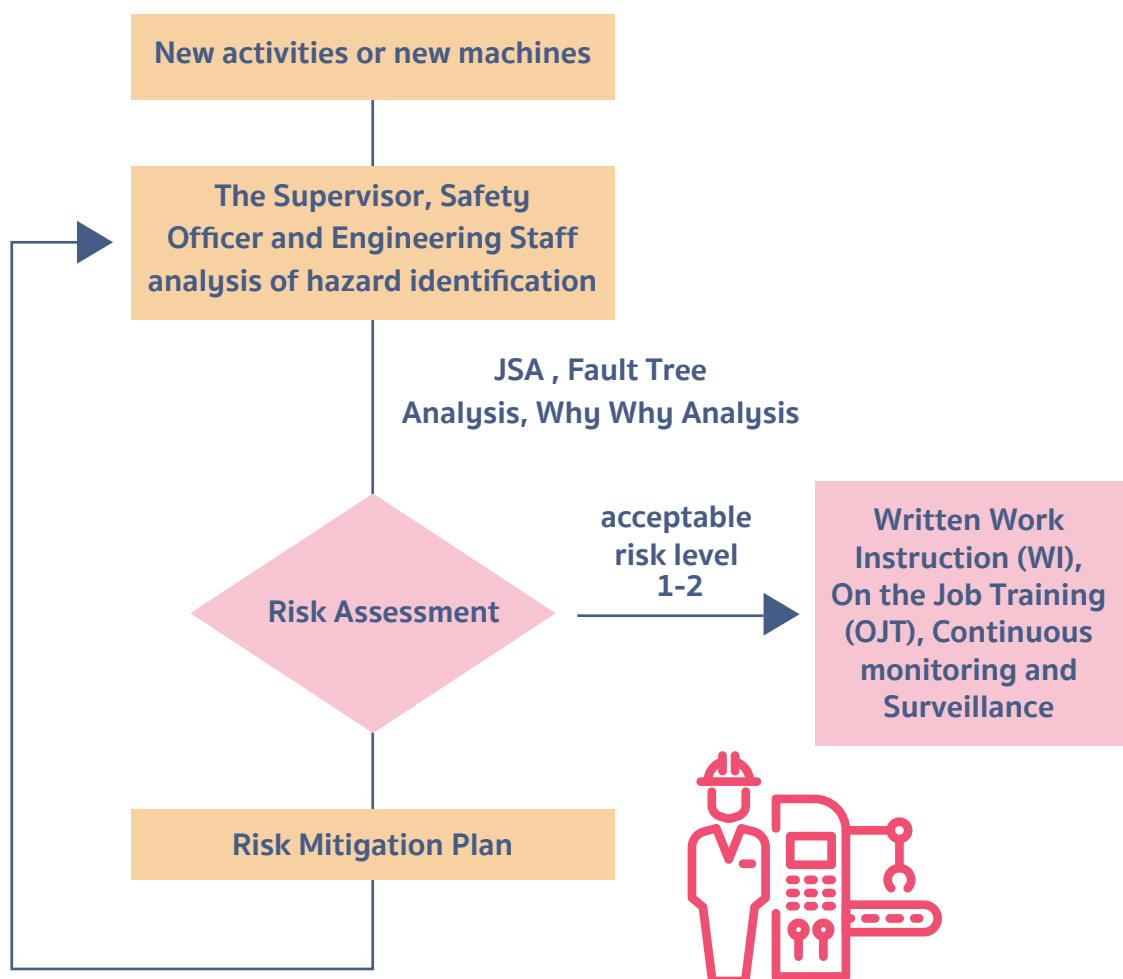 New activities or new machines
The Supervisor, Safety
Officer and Engineering Staff
analysis of hazard identification
JSA , Fault Tree
Analysis, Why Why Analysis
Risk Assessment
acceptable
risk level
1-2
Written Work
Instruction (WI),
On the Job Training
(OJT), Continuous
monitoring and
Surveillance
Risk Mitigation Plan